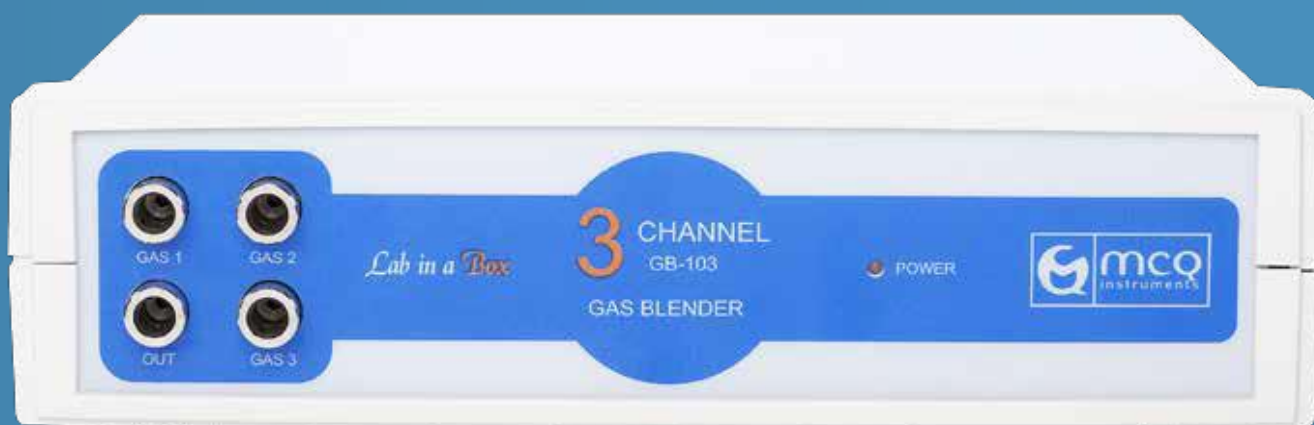 GAS 1
GAS 2
OUT
GAS 3
Lab in a Box
3 CHANNEL
GB-103
GAS BLENDER
POWER
mcq
instruments